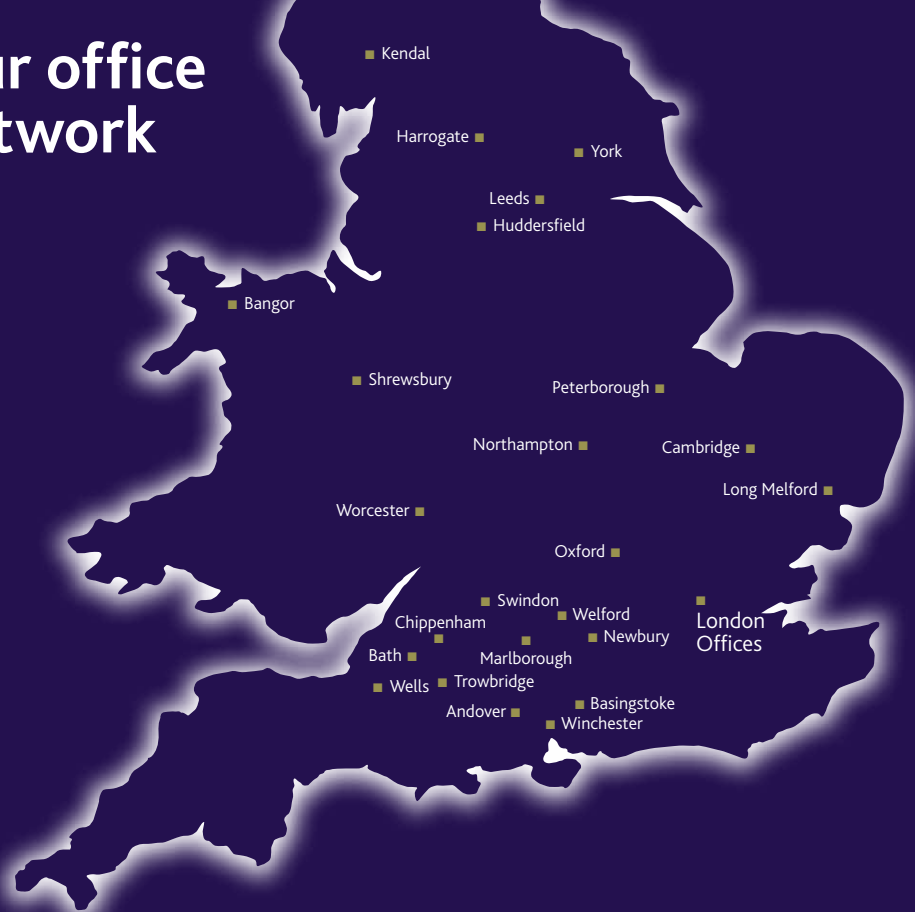 ur office
twork
Kendal
Harrogate
York
Leeds
Huddersfield
Bangor
Shrewsbury
Peterborough
Northampton
Cambridge
Long Melford
Worcester
Oxford
Swindon
Welford
London
Offices
Chippenham
Newbury
Bath
Marlborough
Wells
Trowbridge
Basingstoke
Andover
Winchester